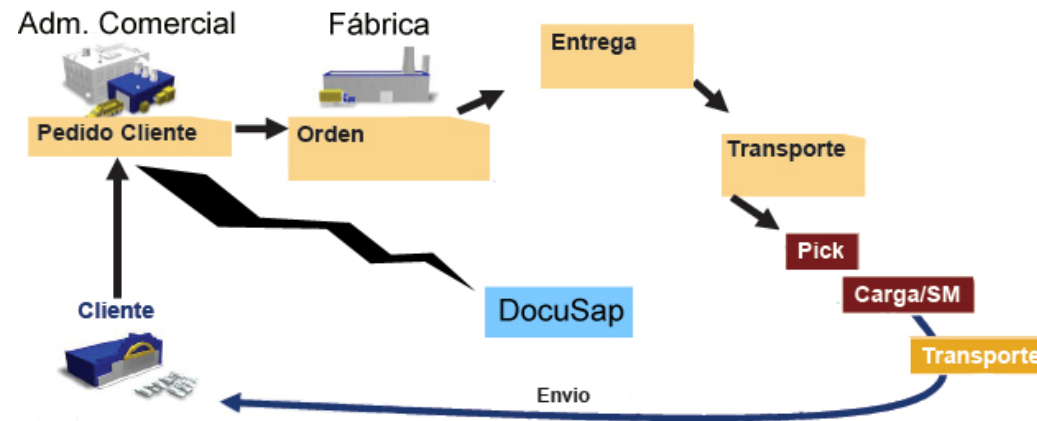 Adm. Comercial
Fábrica
Entrega
Pedido Cliente
Orden
Transporte
Pick
Carga/SM
Cliente
DocuSap
Transporte
Envio